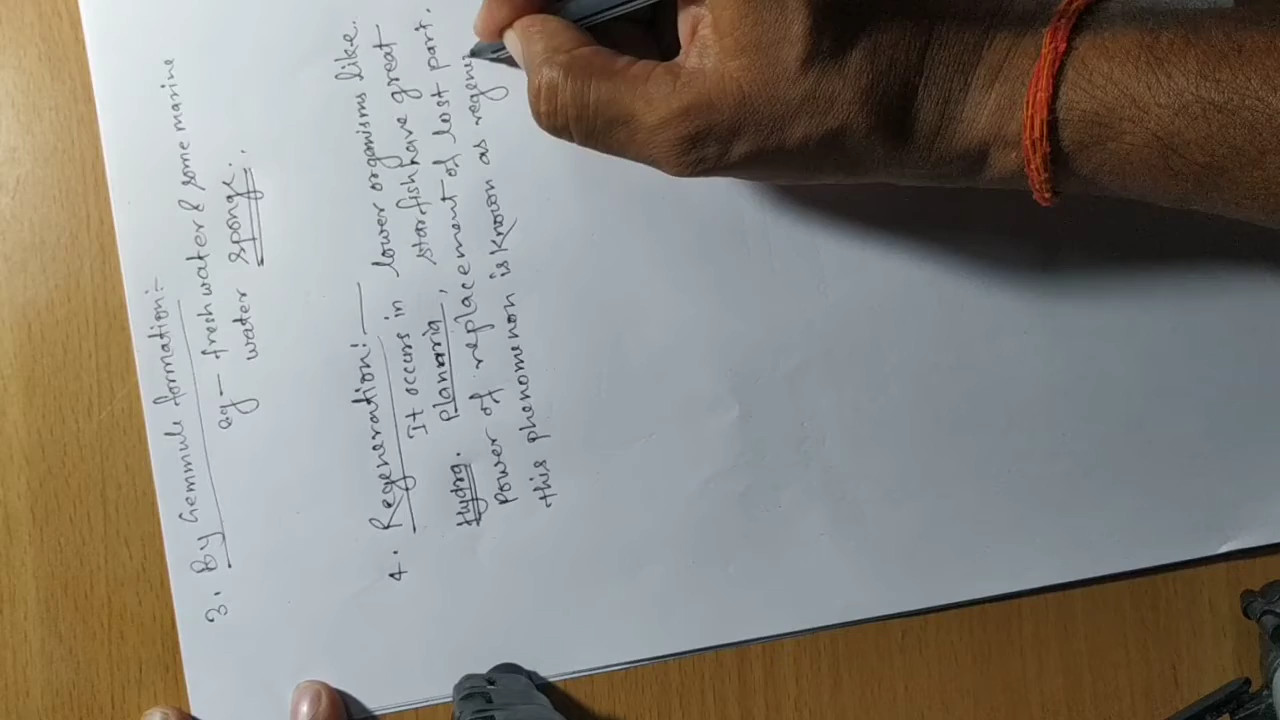 3. By Gemmule formation:-
eg - fresh water & some marine
water sponge.
4. Regeneration:-
It occurs in lower organisms like.
Hydra. Planaria, starfish have great
power of replacement of lost part.
this phenomenon is known as regene